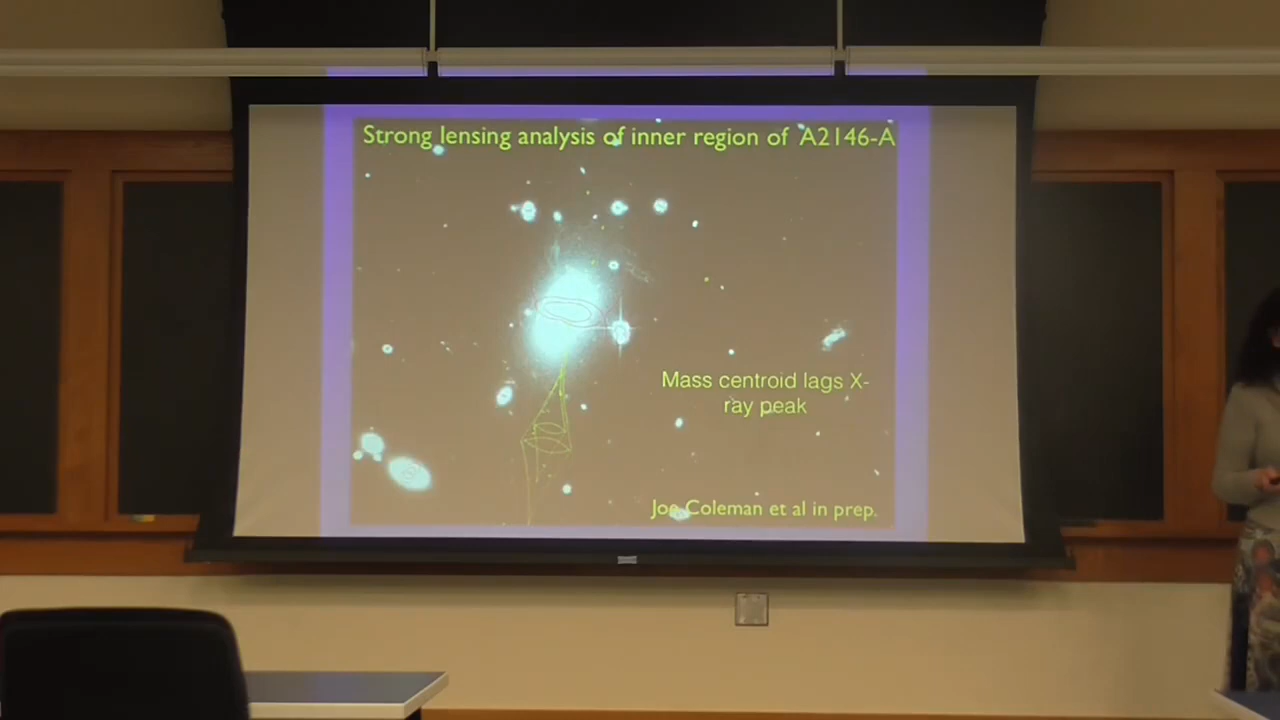 Strong lensing analysis of inner region of A2146-A
Mass centroid lags X-
ray peak
Joe Coleman et al in prep.